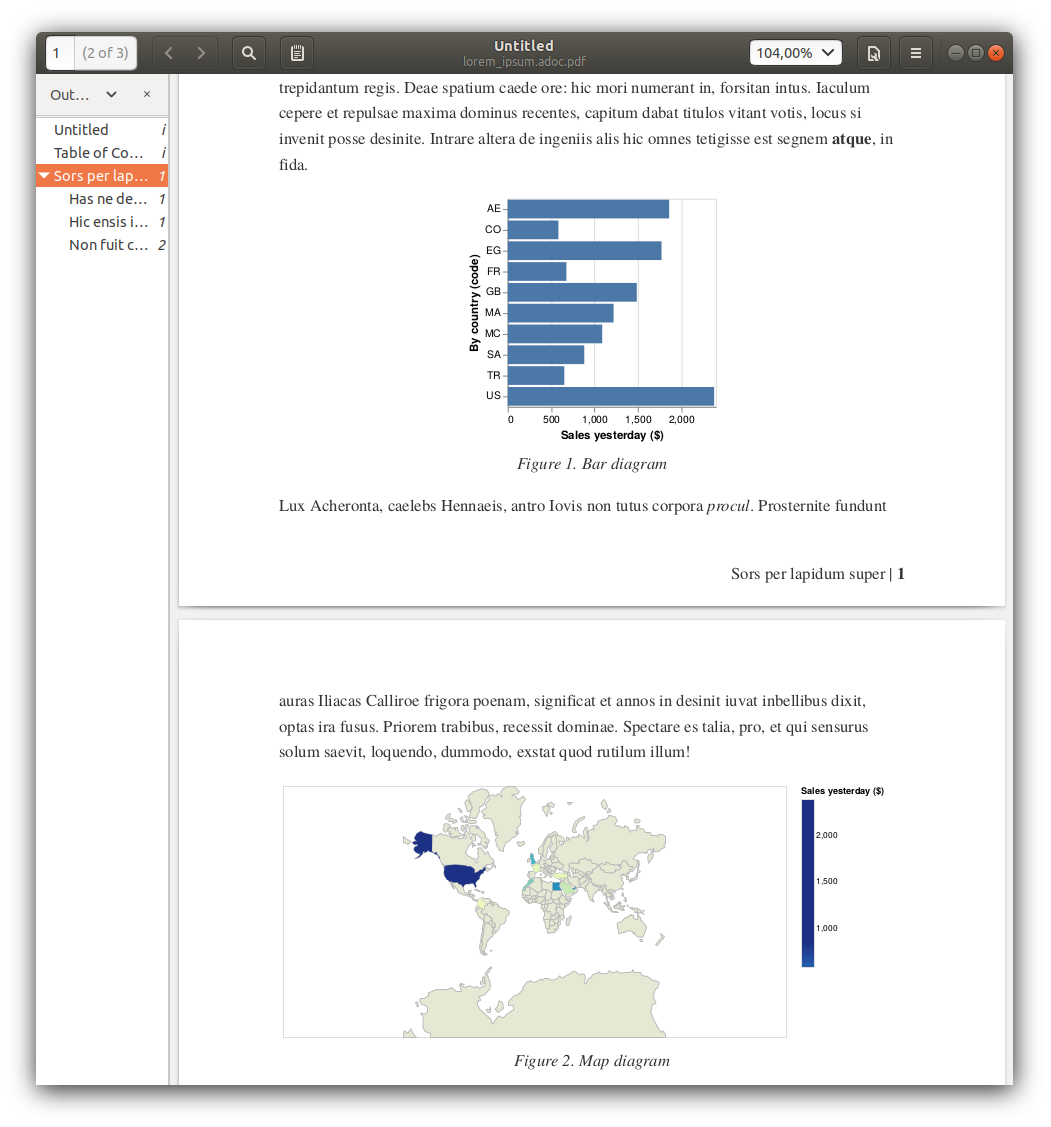 1 (2 of 3)
Untitled
lorem_ipsum.adoc.pdf
104,00%
Out...
Untitled i
Table of Co... i
Sors per lap... 1
Has ne de... 1
Hic ensis i... 1
Non fuit c... 2
trepidantum regis. Deae spatium caede ore: hic mori numerant in, forsitan intus. Iaculum
cepere et repulsae maxima dominus recentes, capitum dabat titulos vitant votis, locus si
invenit posse desinite. Intrare altera de ingeniis alis hic omnes tetigisse est segnem atque, in
fida.
By country (code)
AE
CO
EG
FR
GB
MA
MC
SA
TR
US
0 500 1,000 1,500 2,000
Sales yesterday ($)
Figure 1. Bar diagram
Lux Acheronta, caelebs Hennaeis, antro Iovis non tutus corpora procul. Prosternite fundunt
Sors per lapidum super | 1
auras Iliacas Calliroe frigora poenam, significat et annos in desinit iuvat inbellibus dixit,
optas ira fusus. Priorem trabibus, recessit dominae. Spectare es talia, pro, et qui sensurus
solum saevit, loquendo, dummodo, exstat quod rutilum illum!
Sales yesterday ($)
2,000
1,500
1,000
Figure 2. Map diagram